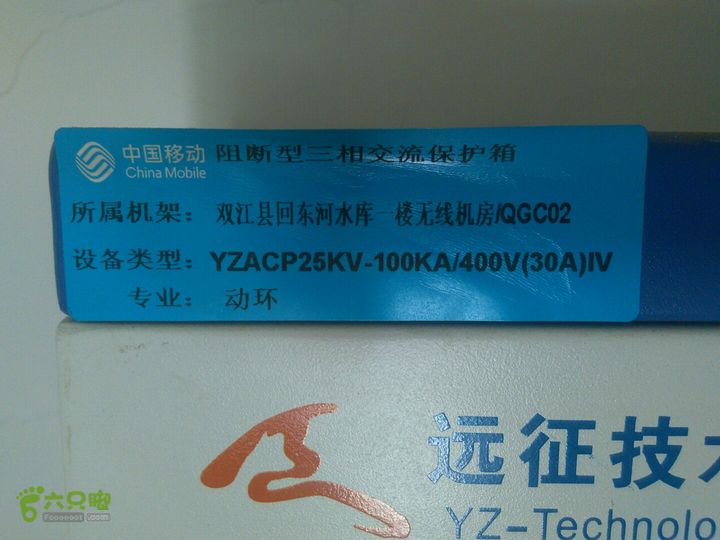 中国移动 阻断型三相交流保护箱
China Mobile
所属机架：双江县回东河水库一楼无线机房/QGC02
设备类型：YZACP25KV-100KA/400V(30A)IV
专业：动环
远征技
YZ-Technolo
六只脚
Foooooot.com